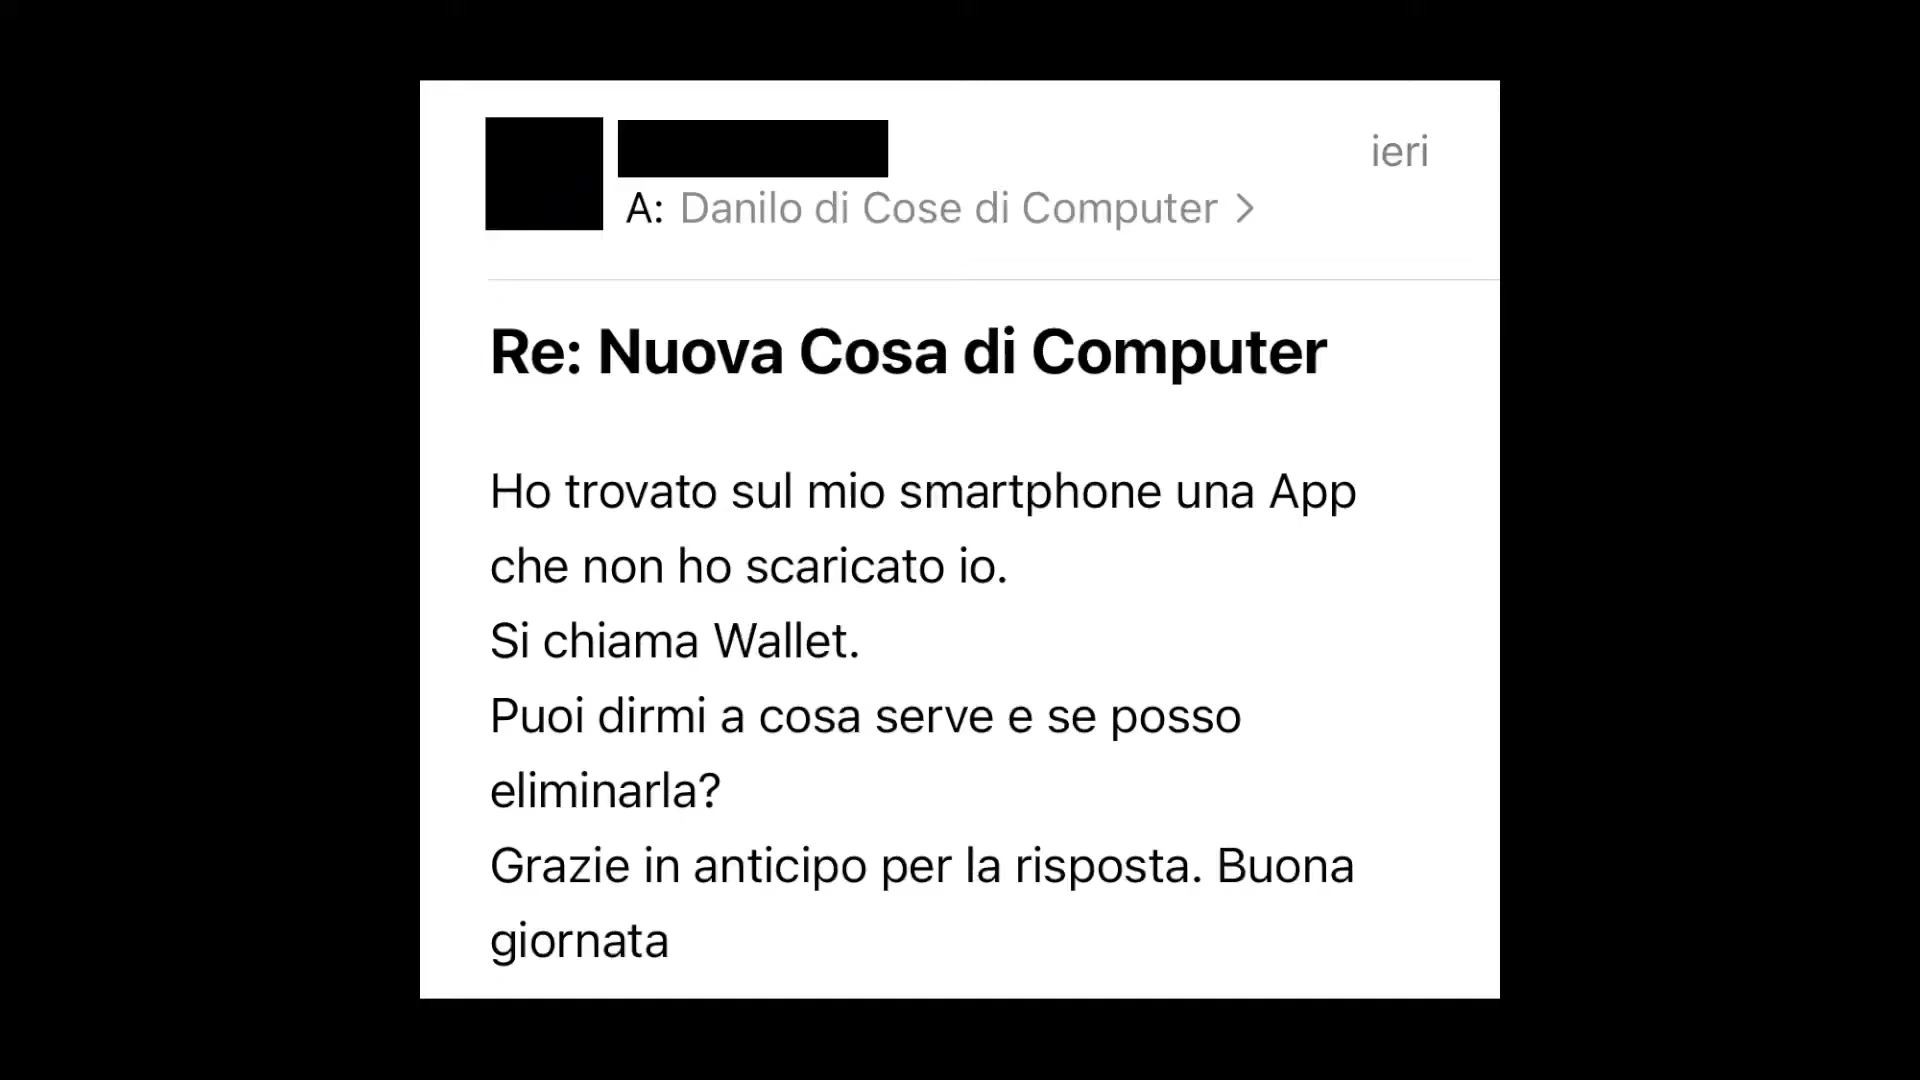 ieri
A: Danilo di Cose di Computer >
Re: Nuova Cosa di Computer
Ho trovato sul mio smartphone una App
che non ho scaricato io.
Si chiama Wallet.
Puoi dirmi a cosa serve e se posso
eliminarla?
Grazie in anticipo per la risposta. Buona
giornata